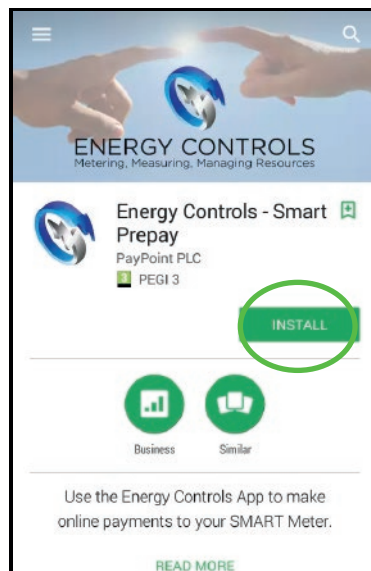 ENERGY CONTROLS
Metering, Measuring, Managing Resources
Energy Controls - Smart
Prepay
PayPoint PLC
3 PEGI 3
INSTALL
Business Similar
Use the Energy Controls App to make
online payments to your SMART Meter.
READ MORE